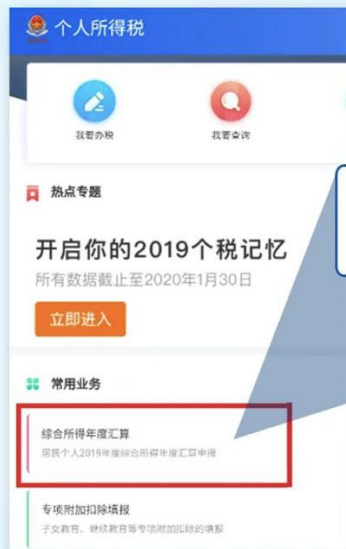 个人所得税
我要办税
我要查询
热点专题
开启你的2019个税记忆
所有数据截止至2020年1月30日
立即进入
常用业务
综合所得年度汇算
居民个人2019年度综合所得年度汇算申报
专项附加扣除填报
子女教育、继续教育等专项附加扣除的填报